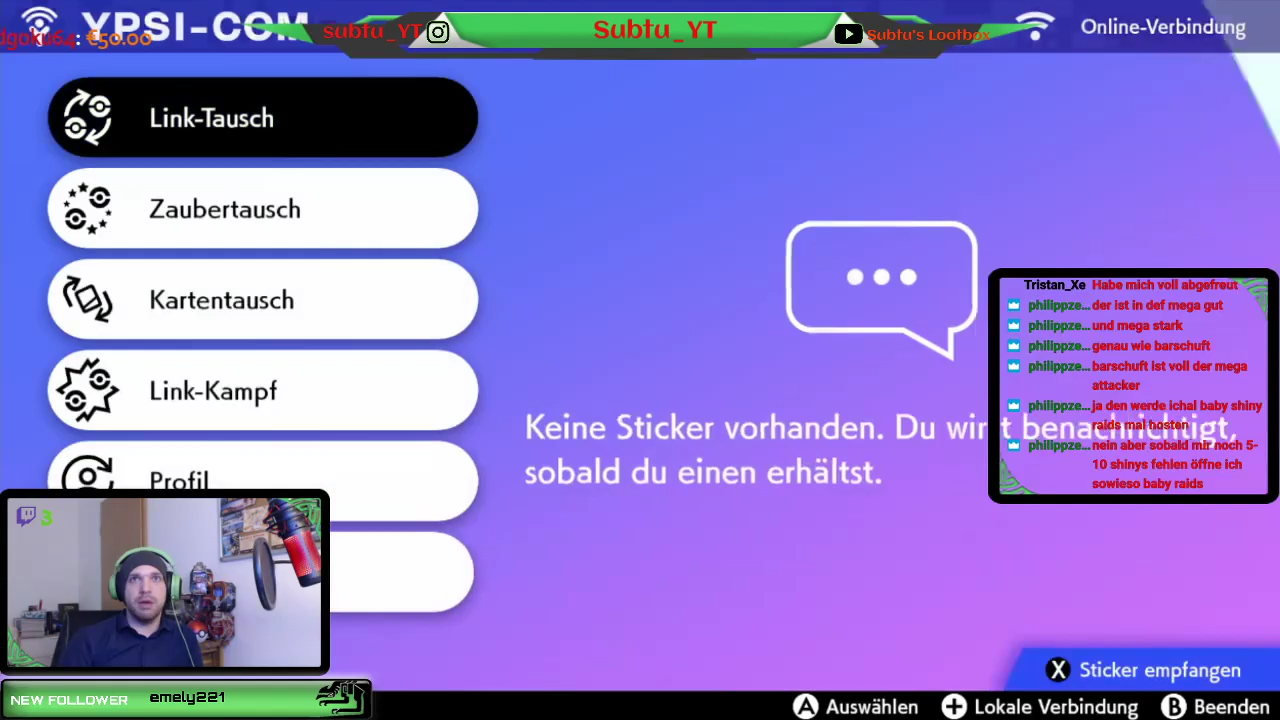 YPSI-COM
subtu_YT
Subtu_YT
Subtu's Lootbox
Online-Verbindung
dgoku64: €50.00
Link-Tausch
Zaubertausch
Kartentausch
Link-Kampf
Profil
Keine Sticker vorhanden. Du wirst benachrichtigt,
sobald du einen erhältst.
Tristan_Xe Habe mich voll abgefreut
philippze... der ist in def mega gut
philippze... und mega stark
philippze... genau wie barschuft
philippze... barschuft ist voll der mega
attacker
philippze... ja den werde ichal baby shiny
raids mal hosten
philippze... nein aber sobald mir noch 5-
10 shinys fehlen öffne ich
sowieso baby raids
3
NEW FOLLOWER emely221
X Sticker empfangen
A Auswählen + Lokale Verbindung B Beenden